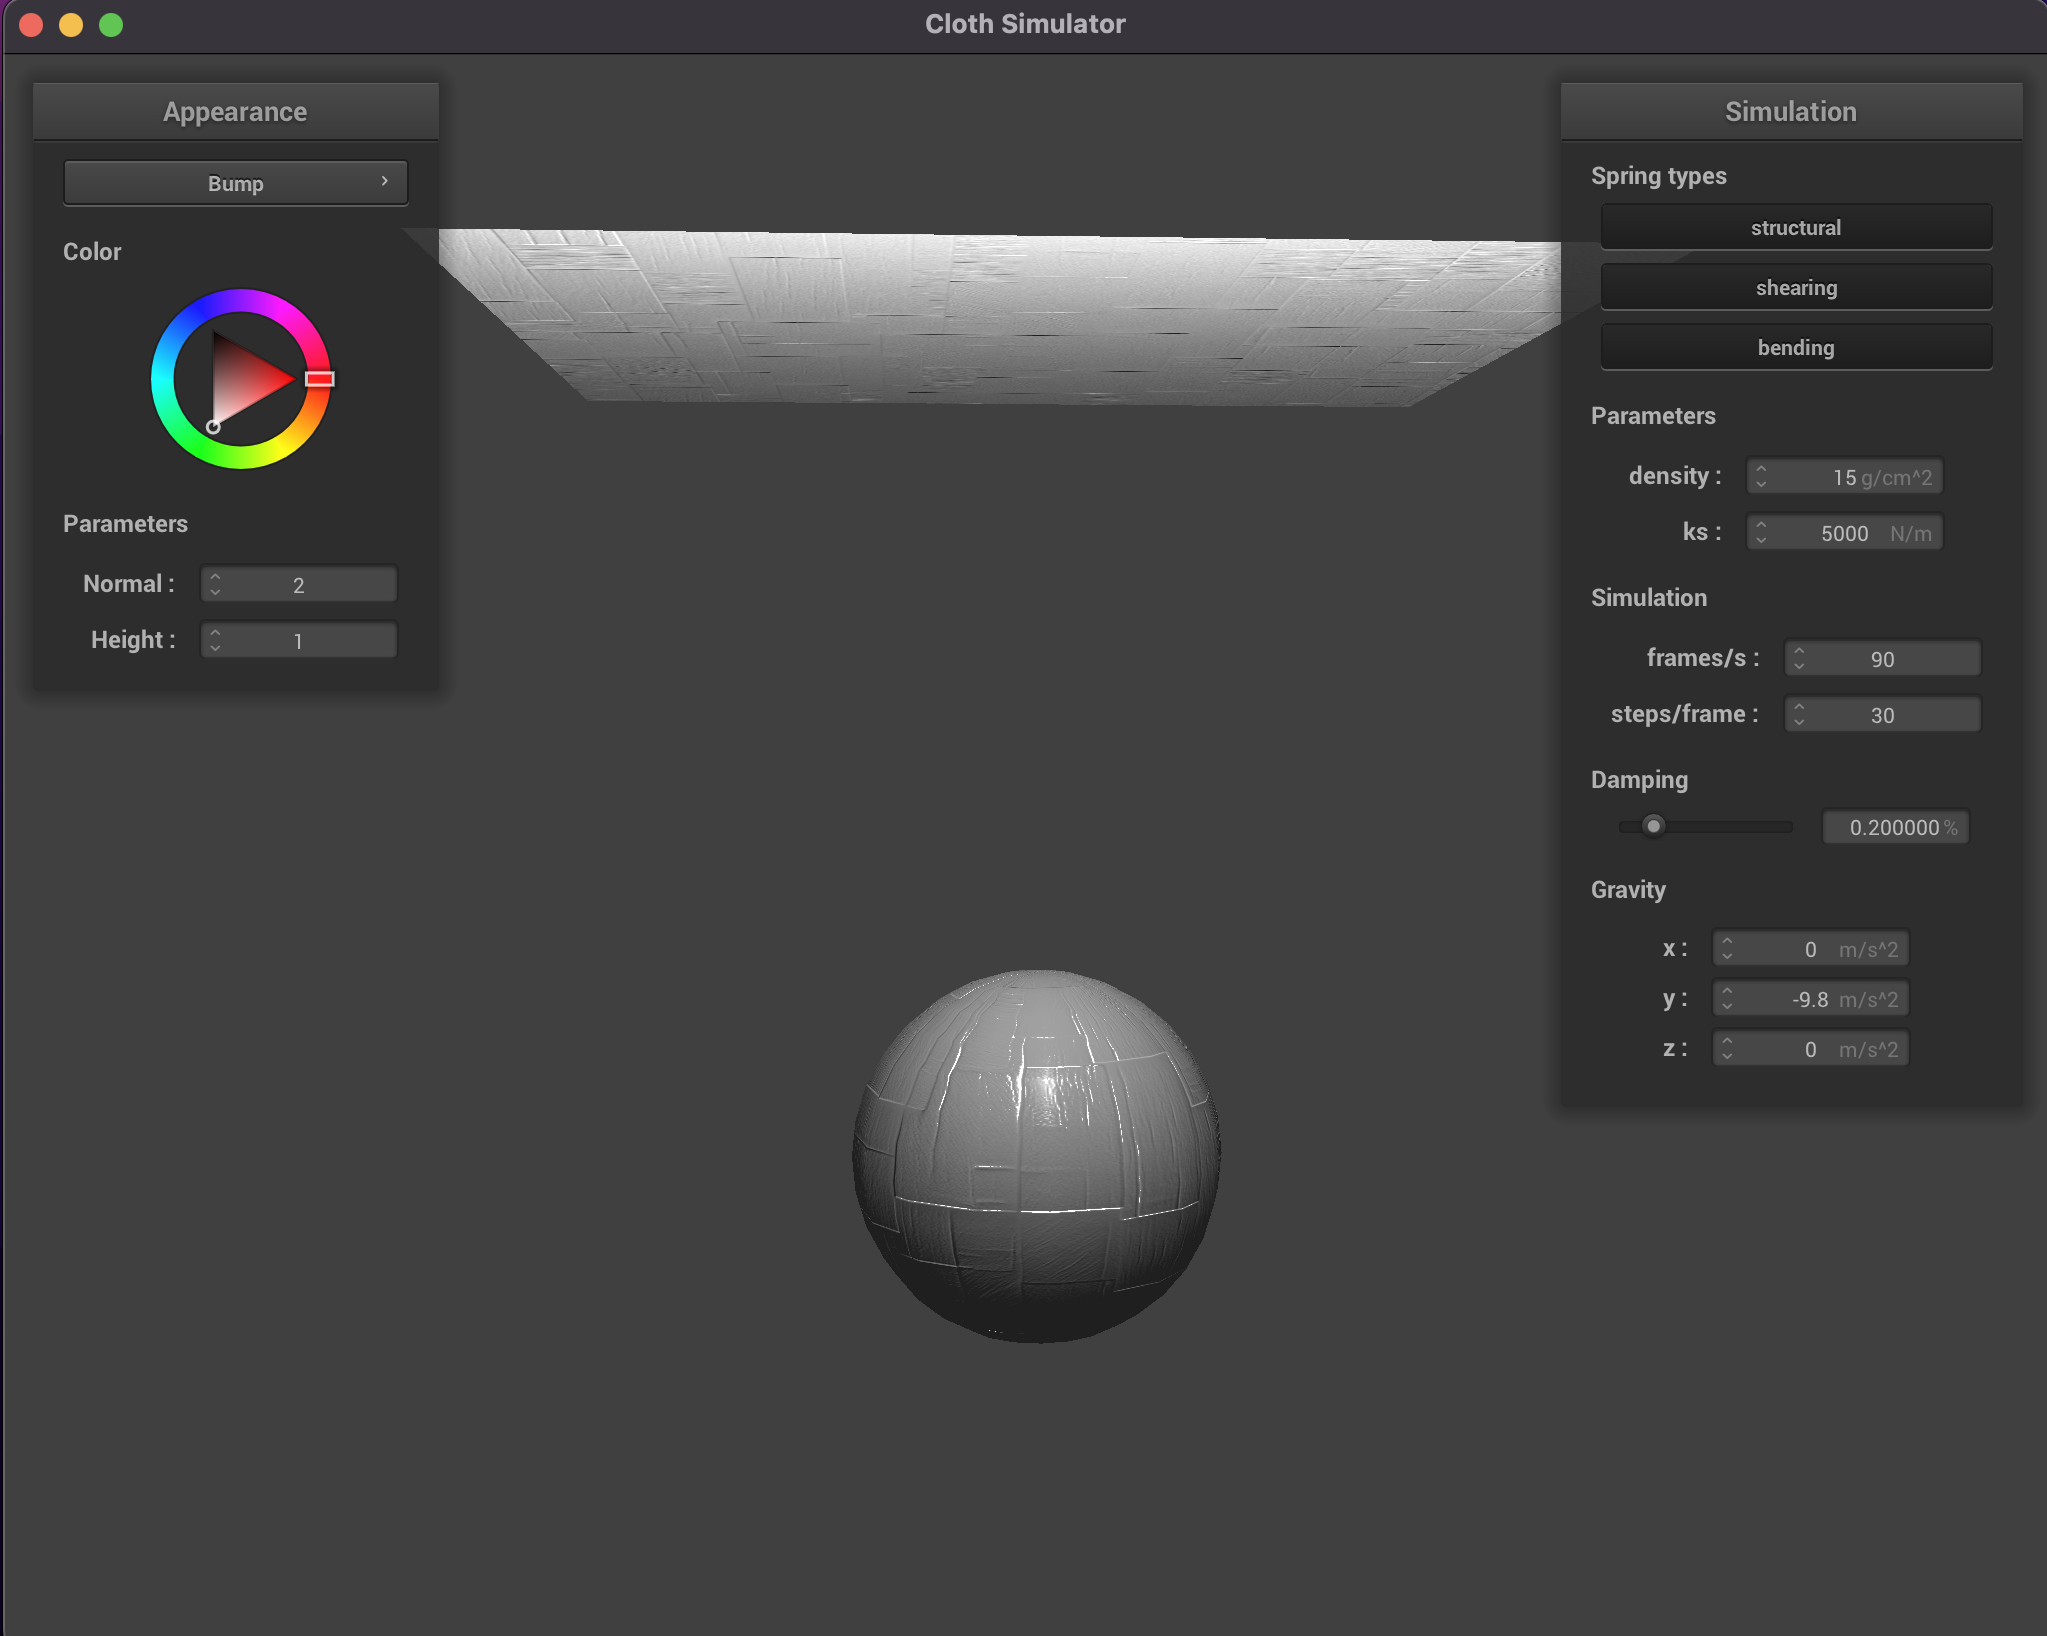 Cloth Simulator
Appearance
Bump
Color
Parameters
Normal : 2
Height : 1
Simulation
Spring types
structural
shearing
bending
Parameters
density : 15 g/cm^2
ks : 5000 N/m
Simulation
frames/s : 90
steps/frame : 30
Damping
0.200000 %
Gravity
x : 0 m/s^2
y : -9.8 m/s^2
z : 0 m/s^2